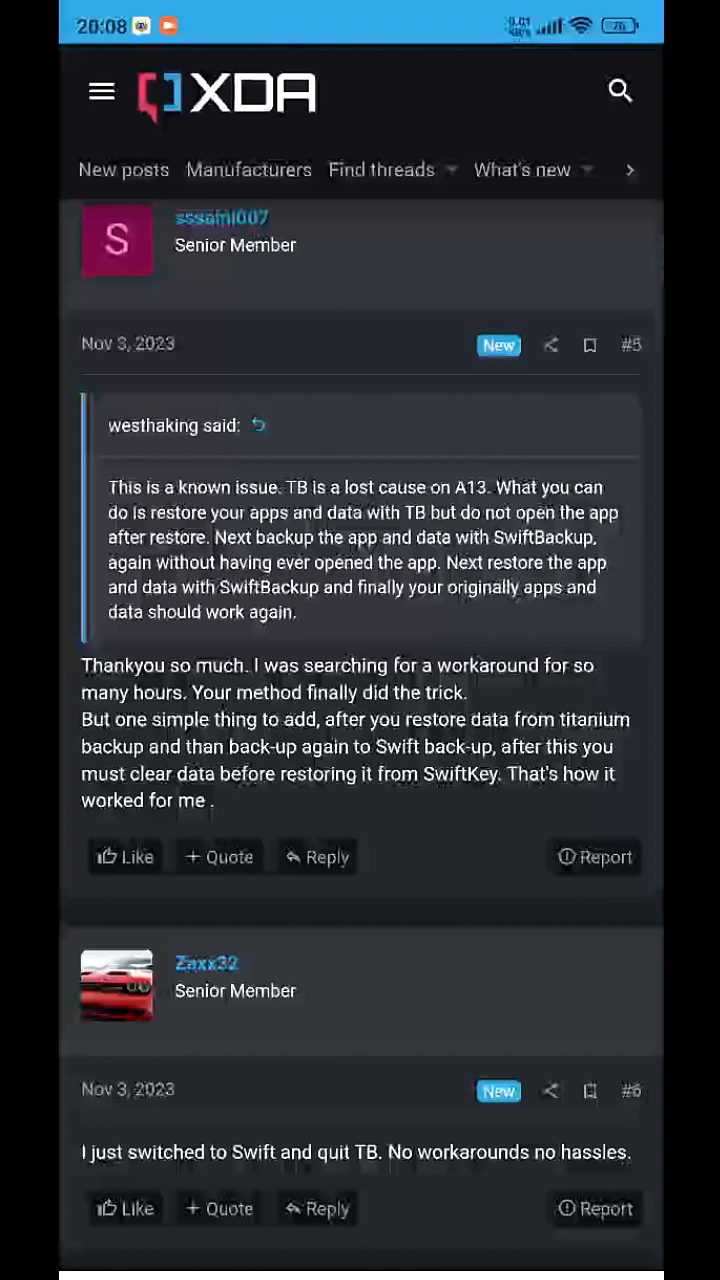 20:08
0.01
KB/s
76
XDA
New posts Manufacturers Find threads What's new
S
sssaini007
Senior Member
Nov 3, 2023
New
#5
westhaking said:
This is a known issue. TB is a lost cause on A13. What you can
do is restore your apps and data with TB but do not open the app
after restore. Next backup the app and data with SwiftBackup,
again without having ever opened the app. Next restore the app
and data with SwiftBackup and finally your originally apps and
data should work again.
Thankyou so much. I was searching for a workaround for so
many hours. Your method finally did the trick.
But one simple thing to add, after you restore data from titanium
backup and than back-up again to Swift back-up, after this you
must clear data before restoring it from SwiftKey. That's how it
worked for me .
Like + Quote Reply Report
Zaxx32
Senior Member
Nov 3, 2023
New
#6
I just switched to Swift and quit TB. No workarounds no hassles.
Like + Quote Reply Report